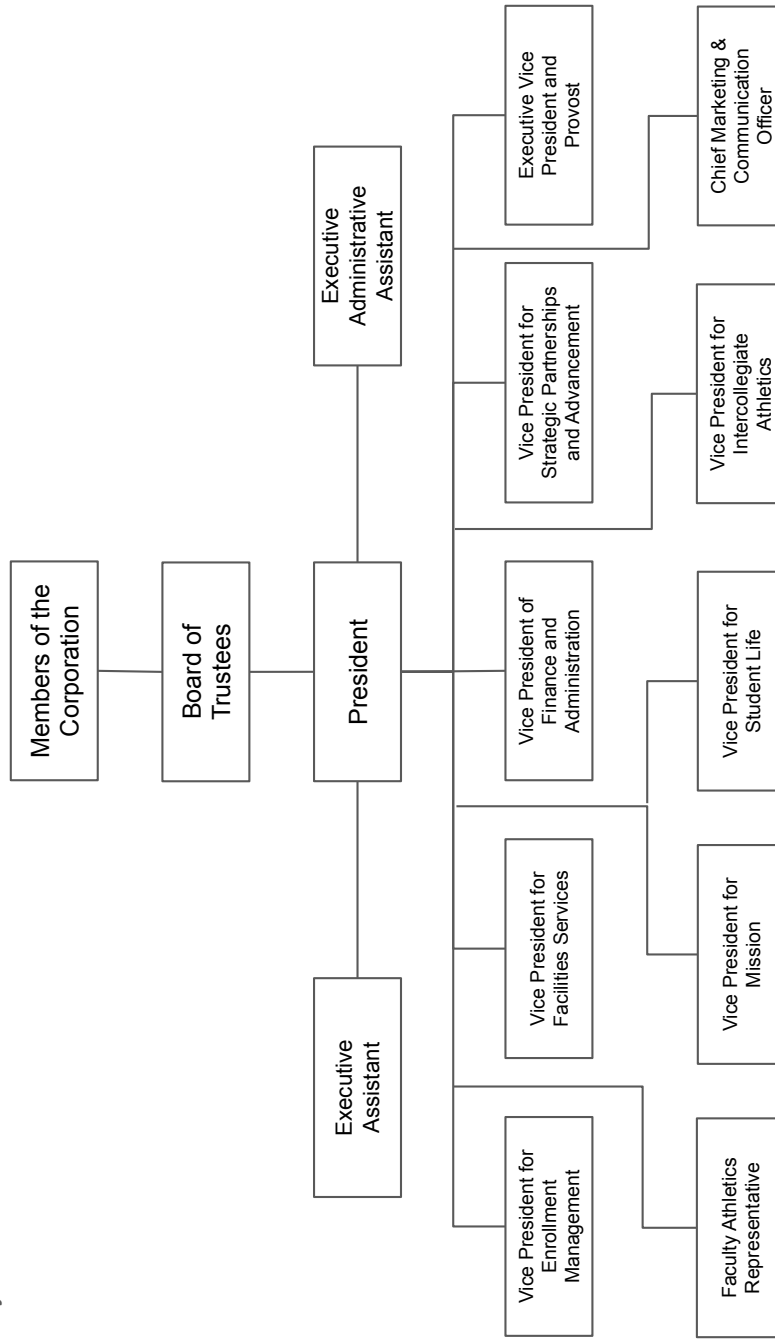 Members of the
Corporation
Board of
Trustees
Executive
Assistant
President
Executive
Administrative
Assistant
Vice President for
Enrollment
Management
Vice President for
Facilities Services
Vice President of
Finance and
Administration
Vice President for
Strategic Partnerships
and Advancement
Executive Vice
President and
Provost
Faculty Athletics
Representative
Vice President for
Mission
Vice President for
Student Life
Vice President for
Intercollegiate
Athletics
Chief Marketing &
Communication
Officer